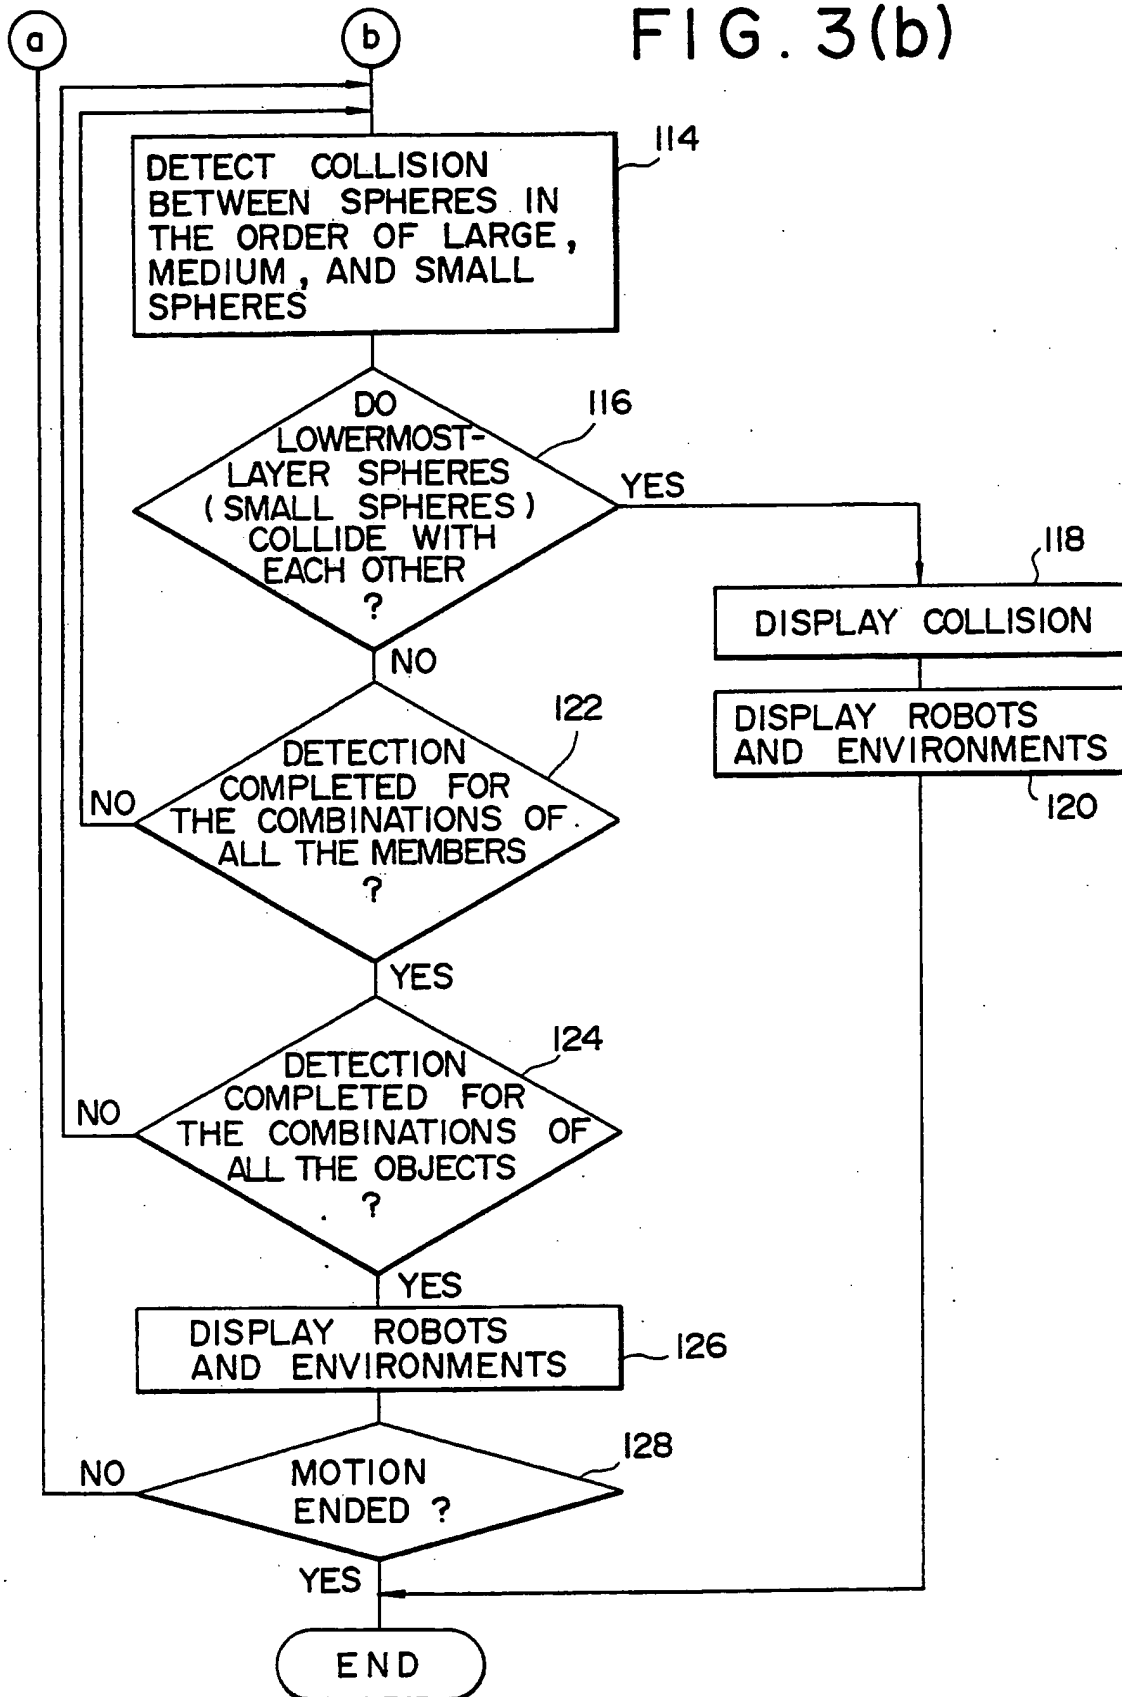 a
b
FIG. 3(b)
114
DETECT COLLISION
BETWEEN SPHERES IN
THE ORDER OF LARGE,
MEDIUM, AND SMALL
SPHERES
116
DO
LOWERMOST-
LAYER SPHERES
(SMALL SPHERES)
COLLIDE WITH
EACH OTHER
?
YES
118
DISPLAY COLLISION
NO
DISPLAY ROBOTS
AND ENVIRONMENTS
120
122
DETECTION
COMPLETED FOR
THE COMBINATIONS OF
ALL THE MEMBERS
?
NO
YES
124
DETECTION
COMPLETED FOR
THE COMBINATIONS OF
ALL THE OBJECTS
?
NO
YES
DISPLAY ROBOTS
AND ENVIRONMENTS
126
128
MOTION
ENDED ?
NO
YES
END